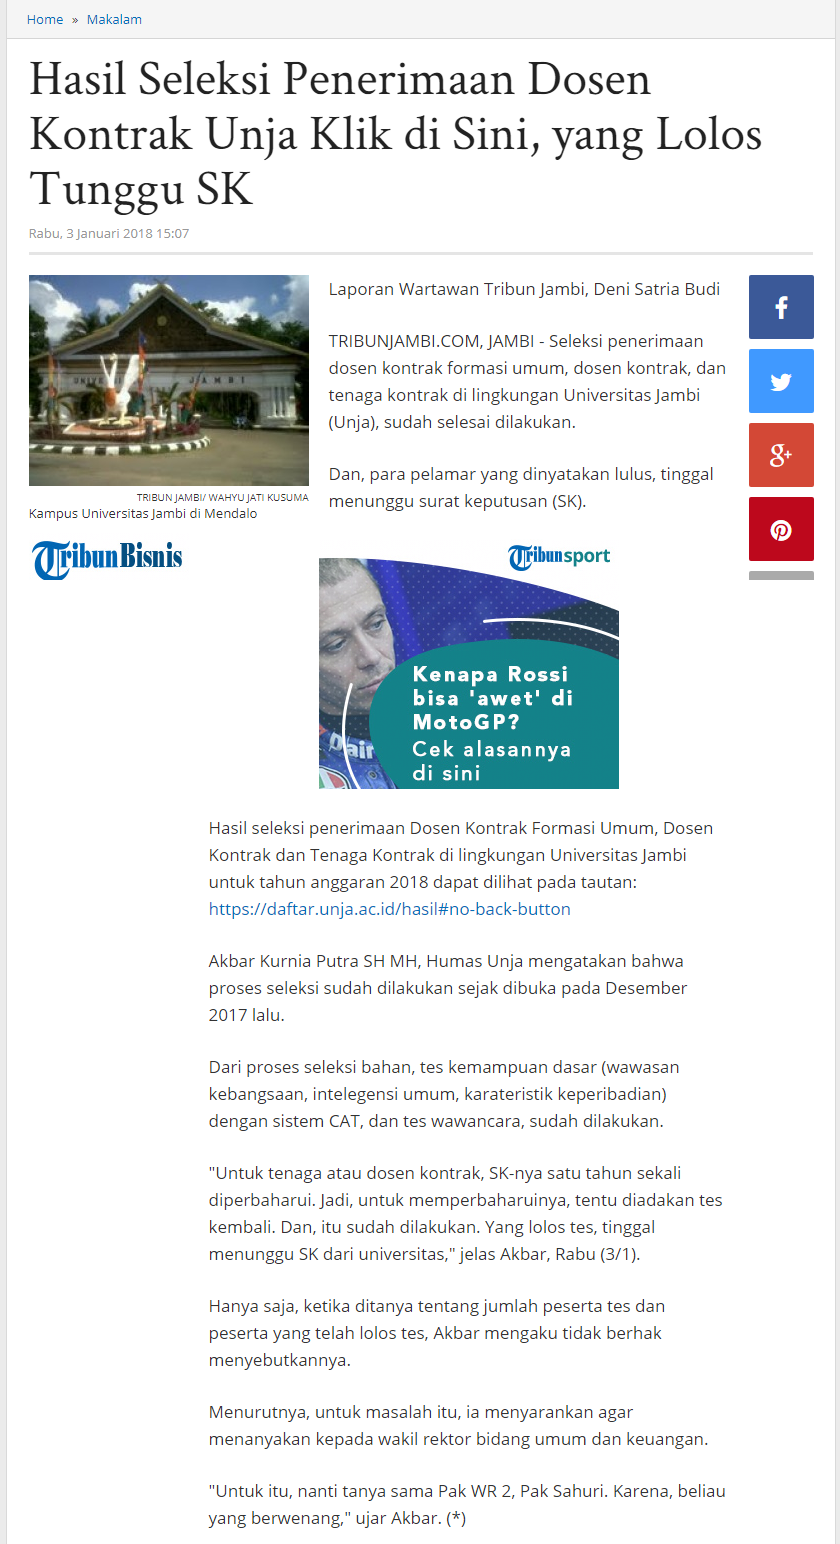 Home » Makalam
Hasil Seleksi Penerimaan Dosen
Kontrak Unja Klik di Sini, yang Lolos
Tunggu SK
Rabu, 3 Januari 2018 15:07
UNIVERSITAS JAMBI
TRIBUN JAMBI/ WAHYU JATI KUSUMA
Kampus Universitas Jambi di Mendalo
Laporan Wartawan Tribun Jambi, Deni Satria Budi
TRIBUNJAMBI.COM, JAMBI - Seleksi penerimaan
dosen kontrak formasi umum, dosen kontrak, dan
tenaga kontrak di lingkungan Universitas Jambi
(Unja), sudah selesai dilakukan.
Dan, para pelamar yang dinyatakan lulus, tinggal
menunggu surat keputusan (SK).
f
g+
Tribun Bisnis
Tribunsport
Kenapa Rossi
bisa 'awet' di
MotoGP?
Cek alasannya
di sini
Hasil seleksi penerimaan Dosen Kontrak Formasi Umum, Dosen
Kontrak dan Tenaga Kontrak di lingkungan Universitas Jambi
untuk tahun anggaran 2018 dapat dilihat pada tautan:
https://daftar.unja.ac.id/hasil#no-back-button
Akbar Kurnia Putra SH MH, Humas Unja mengatakan bahwa
proses seleksi sudah dilakukan sejak dibuka pada Desember
2017 lalu.
Dari proses seleksi bahan, tes kemampuan dasar (wawasan
kebangsaan, intelegensi umum, karateristik keperibadian)
dengan sistem CAT, dan tes wawancara, sudah dilakukan.
"Untuk tenaga atau dosen kontrak, SK-nya satu tahun sekali
diperbaharui. Jadi, untuk memperbaharuinya, tentu diadakan tes
kembali. Dan, itu sudah dilakukan. Yang lolos tes, tinggal
menunggu SK dari universitas," jelas Akbar, Rabu (3/1).
Hanya saja, ketika ditanya tentang jumlah peserta tes dan
peserta yang telah lolos tes, Akbar mengaku tidak berhak
menyebutkannya.
Menurutnya, untuk masalah itu, ia menyarankan agar
menanyakan kepada wakil rektor bidang umum dan keuangan.
"Untuk itu, nanti tanya sama Pak WR 2, Pak Sahuri. Karena, beliau
yang berwenang," ujar Akbar. (*)